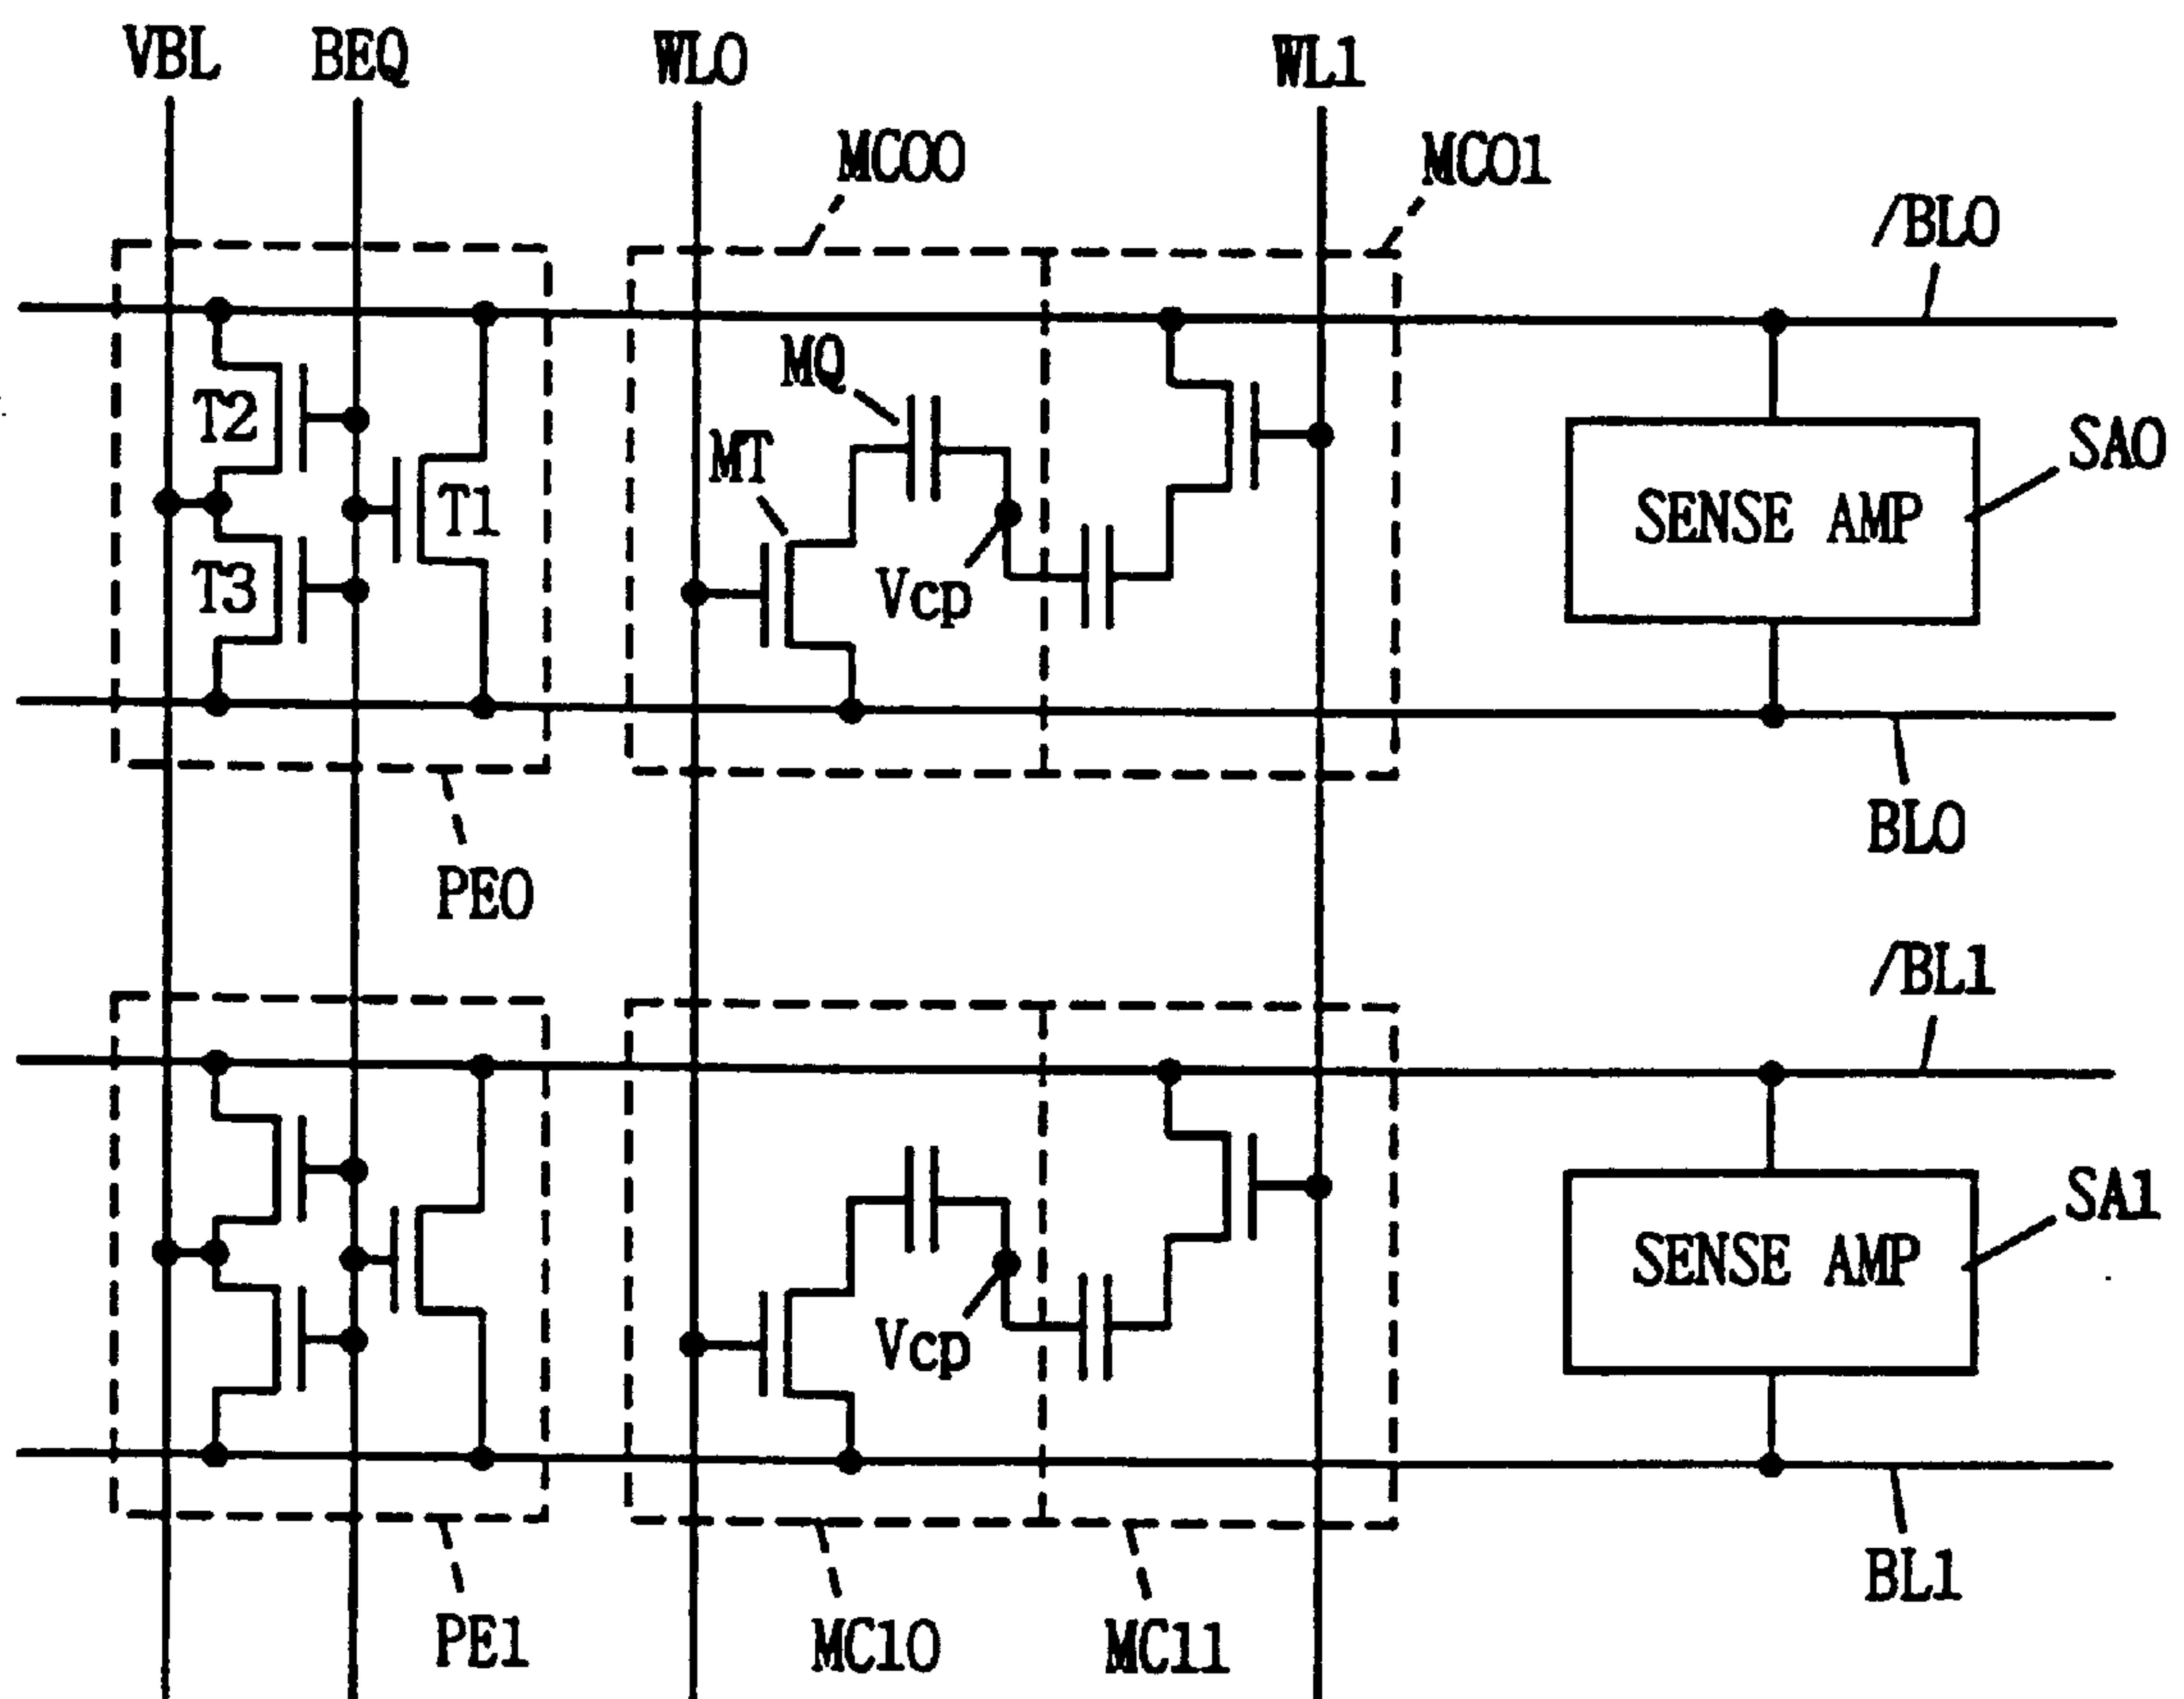 VBL BEQ WL0 WL1
MC00 MC01
/BL0
MQ
T2 MT SA0
T1 SENSE AMP
T3 Vcp
BL0
PE0
/BL1
SA1
SENSE AMP
Vcp
BL1
PE1 MC10 MC11